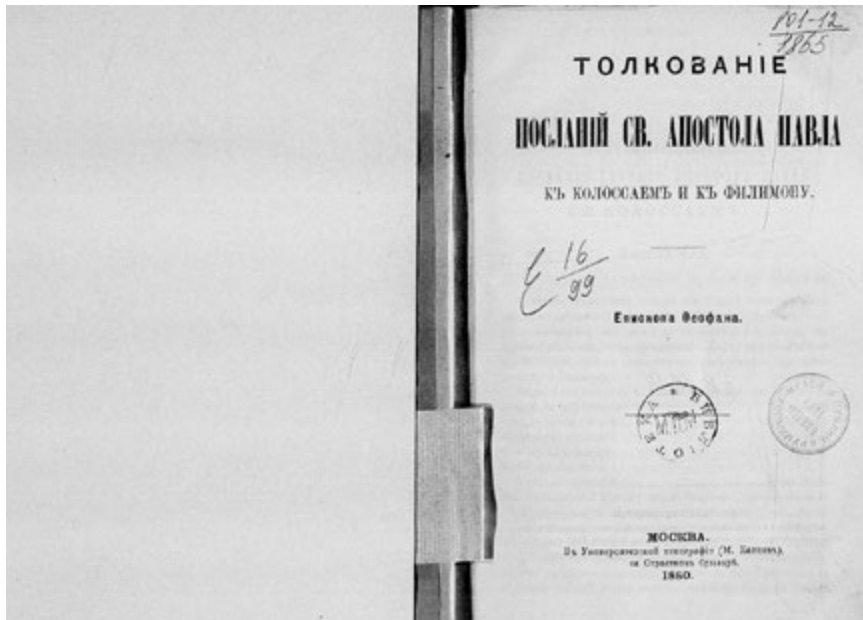 101-12
1865
ТОЛКОВАНІЕ
ПОСЛАНІЙ СВ. АПОСТОЛА ПАВЛА
КЪ КОЛОССАЕМЪ И КЪ ФИЛИМОНУ.
16
99
Епископа Ѳеофана.
БИБЛІОТЕКА
МОСКВА.
Въ Университетской типографіи (М. Катковъ),
на Страстномъ бульварѣ.
1880.